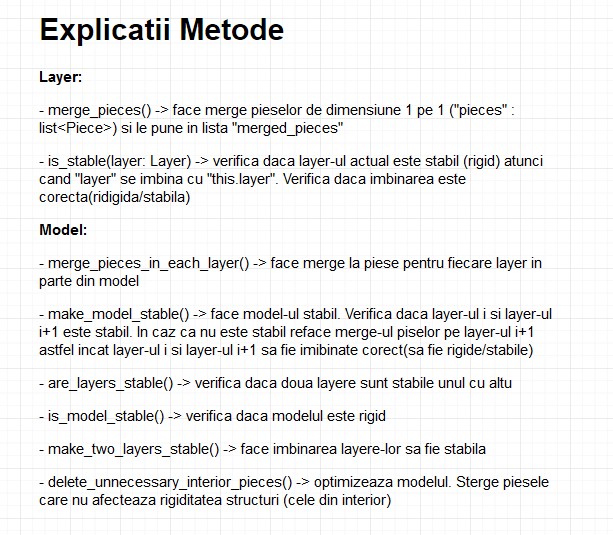 Explicatii Metode
Layer:
- merge_pieces() -> face merge pieselor de dimensiune 1 pe 1 ("pieces" :
list<Piece>) si le pune in lista "merged_pieces"
- is_stable(layer: Layer) -> verifica daca layer-ul actual este stabil (rigid) atunci
cand "layer" se imbina cu "this.layer". Verifica daca imbinarea este
corecta(ridigida/stabila)
Model:
- merge_pieces_in_each_layer() -> face merge la piese pentru fiecare layer in
parte din model
- make_model_stable() -> face model-ul stabil. Verifica daca layer-ul i si layer-ul
i+1 este stabil. In caz ca nu este stabil reface merge-ul piselor pe layer-ul i+1
astfel incat layer-ul i si layer-ul i+1 sa fie imibinate corect(sa fie rigide/stabile)
- are_layers_stable() -> verifica daca doua layere sunt stabile unul cu altu
- is_model_stable() -> verifica daca modelul este rigid
- make_two_layers_stable() -> face imbinarea layere-lor sa fie stabila
- delete_unnecessary_interior_pieces() -> optimizeaza modelul. Sterge piesele
care nu afecteaza rigiditatea structuri (cele din interior)